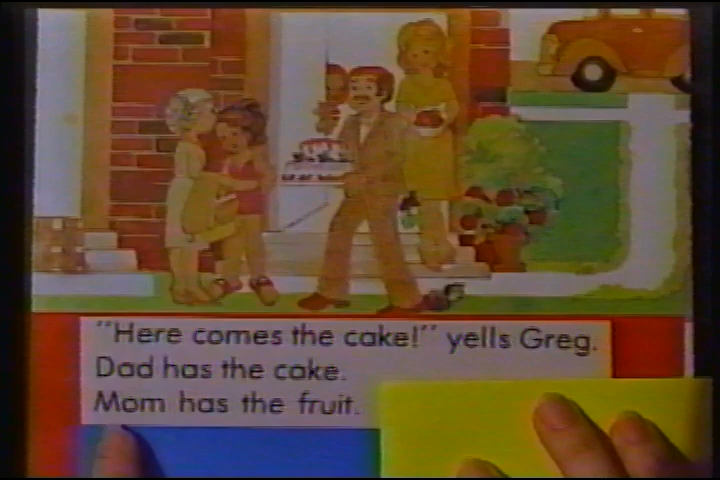 "Here comes the cake!" yells Greg.
Dad has the cake.
Mom has the fruit.